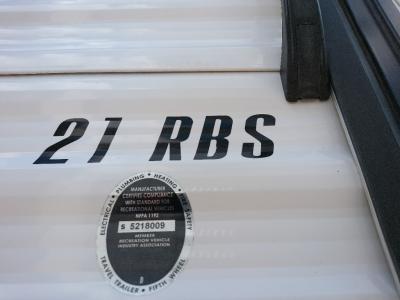 21 RBS
ELECTRICAL • PLUMBING • HEATING • FIRE SAFETY
MANUFACTURER
CERTIFIES COMPLIANCE
WITH STANDARD FOR
RECREATIONAL VEHICLES
NFPA 1192
S 5218009
MEMBER
RECREATION VEHICLE
INDUSTRY ASSOCIATION
TRAVEL TRAILER • FIFTH WHEEL